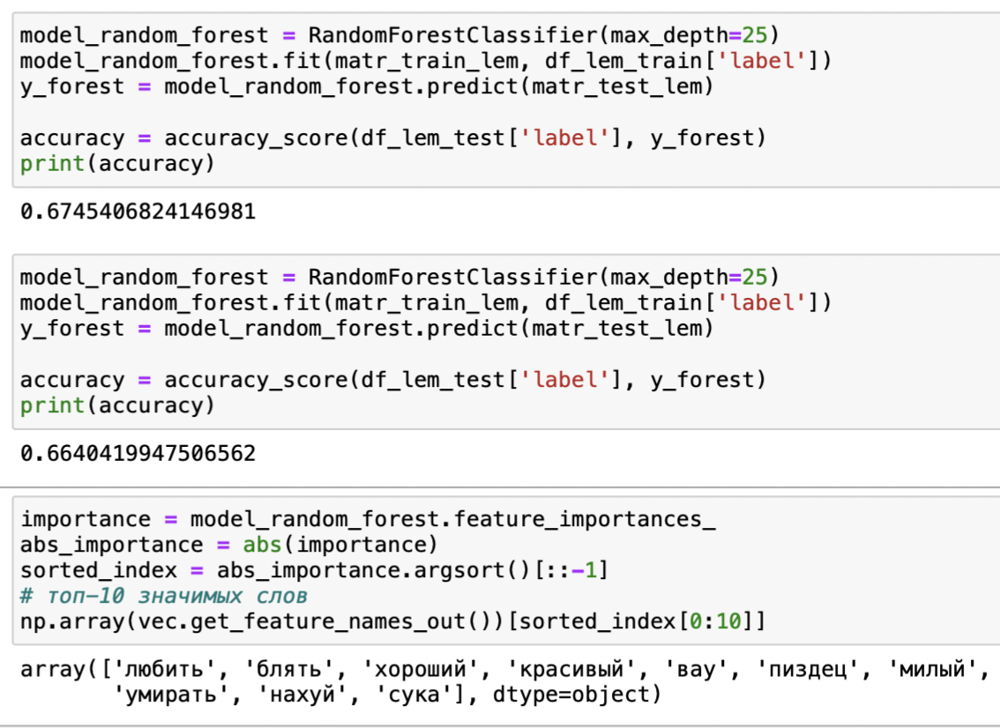 model_random_forest = RandomForestClassifier(max_depth=25)
model_random_forest.fit(matr_train_lem, df_lem_train['label'])
y_forest = model_random_forest.predict(matr_test_lem)
accuracy = accuracy_score(df_lem_test['label'], y_forest)
print(accuracy)
0.6745406824146981
model_random_forest = RandomForestClassifier(max_depth=25)
model_random_forest.fit(matr_train_lem, df_lem_train['label'])
y_forest = model_random_forest.predict(matr_test_lem)
accuracy = accuracy_score(df_lem_test['label'], y_forest)
print(accuracy)
0.6640419947506562
importance = model_random_forest.feature_importances_
abs_importance = abs(importance)
sorted_index = abs_importance.argsort()[::-1]
# топ-10 значимых слов
np.array(vec.get_feature_names_out())[sorted_index[0:10]]
array(['любить', 'блять', 'хороший', 'красивый', 'вау', 'пиздец', 'милый',
'умирать', 'нахуй', 'сука'], dtype=object)